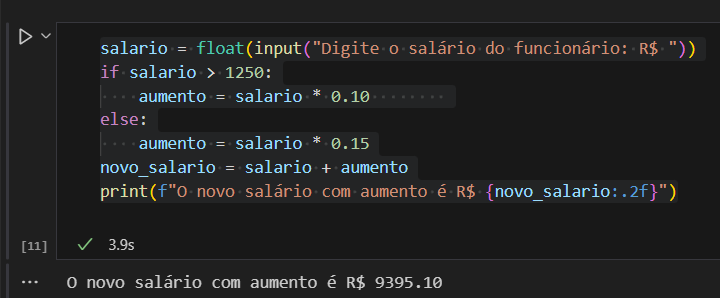 salario = float(input("Digite o salário do funcionário: R$ "))
if salario > 1250:
    aumento = salario * 0.10
else:
    aumento = salario * 0.15
novo_salario = salario + aumento
print(f"O novo salário com aumento é R$ {novo_salario:.2f}")
[11] 3.9s
O novo salário com aumento é R$ 9395.10